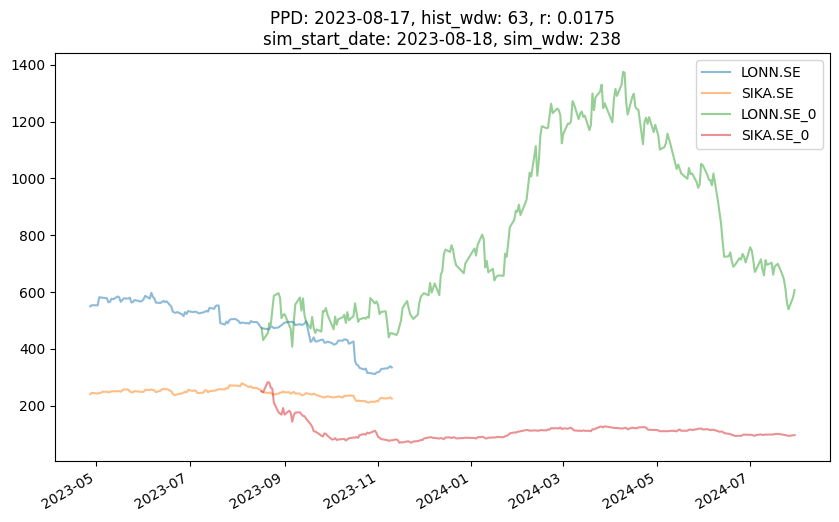 PPD: 2023-08-17, hist_wdw: 63, r: 0.0175
sim_start_date: 2023-08-18, sim_wdw: 238
1400
1200
1000
800
600
400
200
LONN.SE
SIKA.SE
LONN.SE_0
SIKA.SE_0
2023-05
2023-07
2023-09
2023-11
2024-01
2024-03
2024-05
2024-07